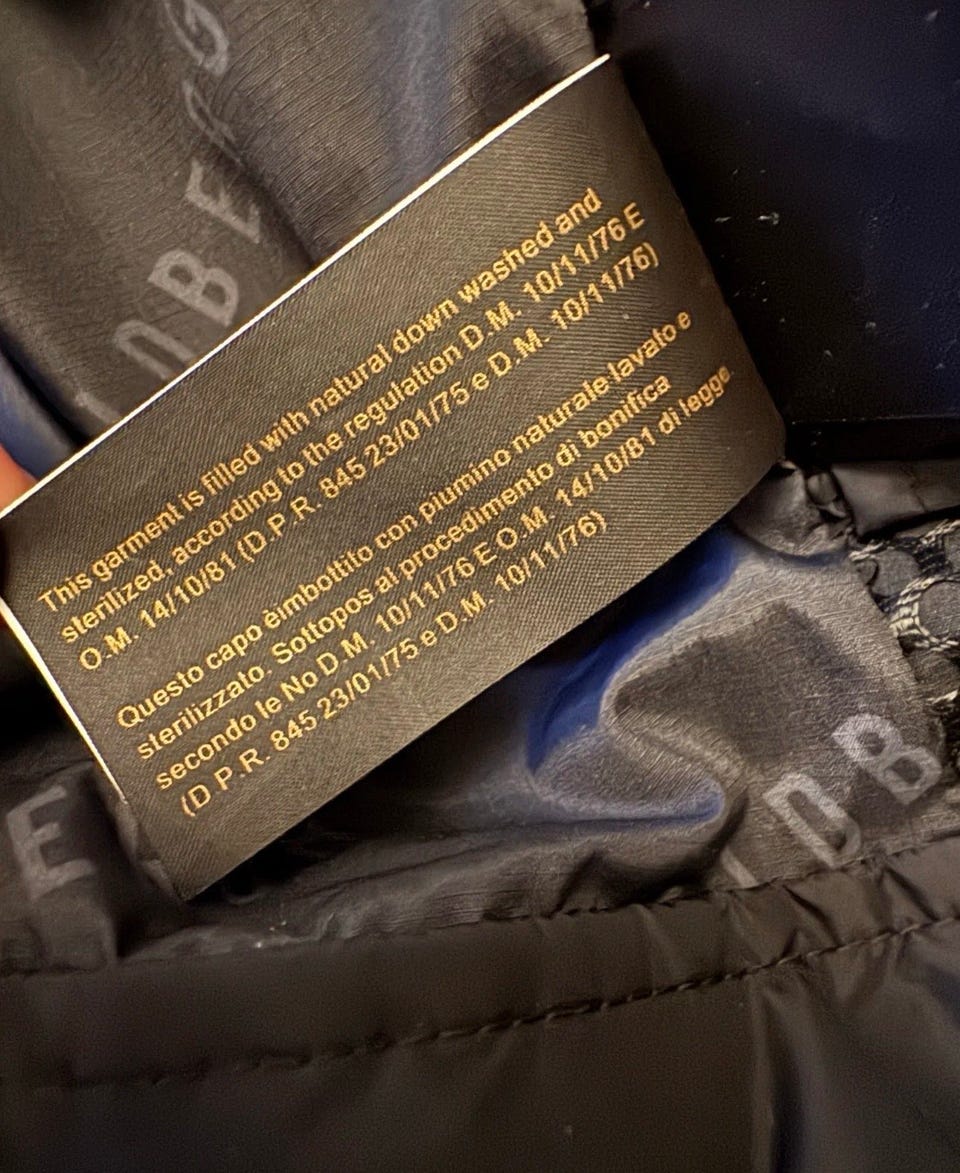 BERG
IDBE
This garment is filled with natural down washed and
sterilized, according to the regulation D.M. 10/11/76 E
O.M. 14/10/81 (D.P.R. 845 23/01/75 e D.M. 10/11/76)
Questo capo èimbottito con piumino naturale lavato e
sterilizzato. Sottopos al procedimento di bonifica
secondo le No D.M. 10/11/76 E O.M. 14/10/81 di legge.
(D P.R. 845 23/01/75 e D.M. 10/11/76)
E
IDB